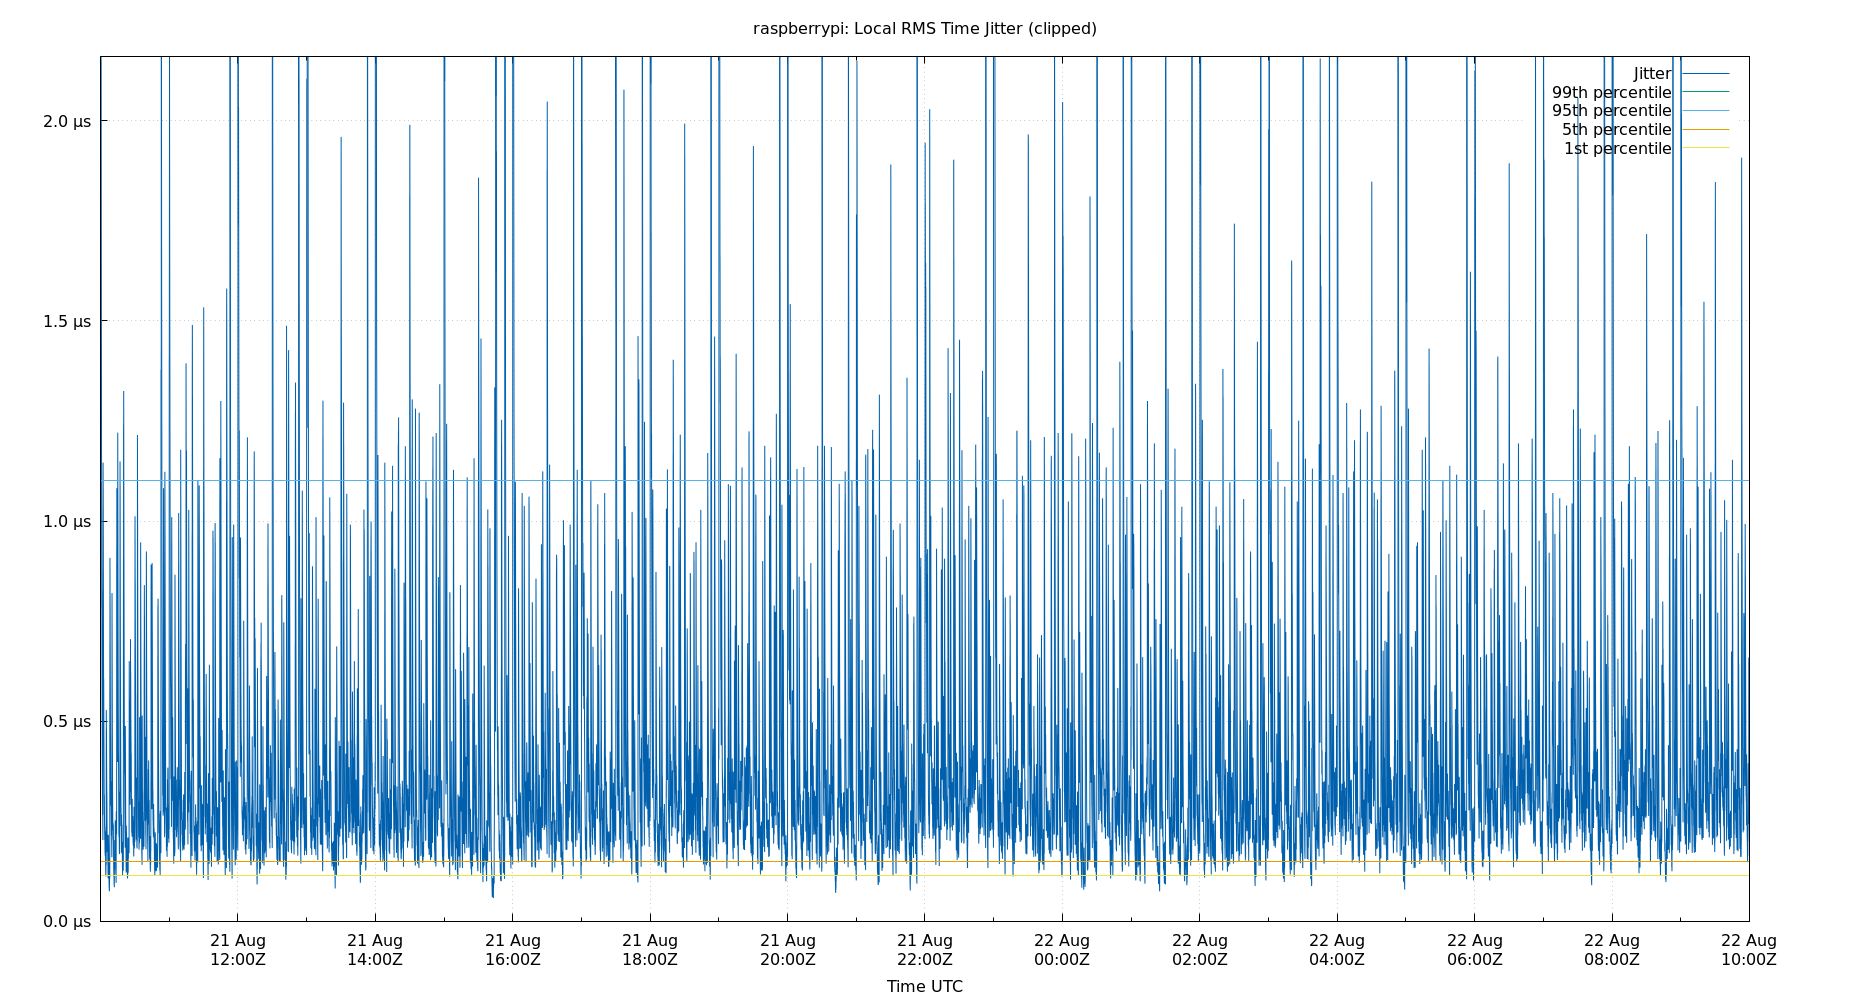 raspberrypi: Local RMS Time Jitter (clipped)
Jitter
99th percentile
95th percentile
5th percentile
1st percentile
2.0 µs
1.5 µs
1.0 µs
0.5 µs
0.0 µs
21 Aug 21 Aug 21 Aug 21 Aug 21 Aug 21 Aug 22 Aug 22 Aug 22 Aug 22 Aug 22 Aug 22 Aug
12:00Z 14:00Z 16:00Z 18:00Z 20:00Z 22:00Z 00:00Z 02:00Z 04:00Z 06:00Z 08:00Z 10:00Z
Time UTC